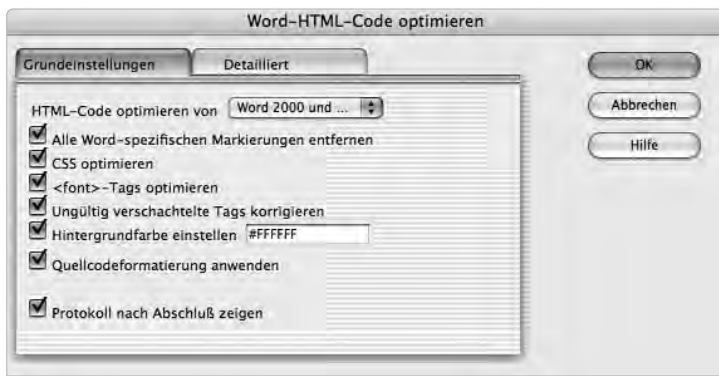 Word-HTML-Code optimieren
Grundeinstellungen
Detailliert
OK
Abbrechen
Hilfe
HTML-Code optimieren von Word 2000 und ...
Alle Word-spezifischen Markierungen entfernen
CSS optimieren
<font>-Tags optimieren
Ungültig verschachtelte Tags korrigieren
Hintergrundfarbe einstellen #FFFFFF
Quellcodeformatierung anwenden
Protokoll nach Abschluß zeigen